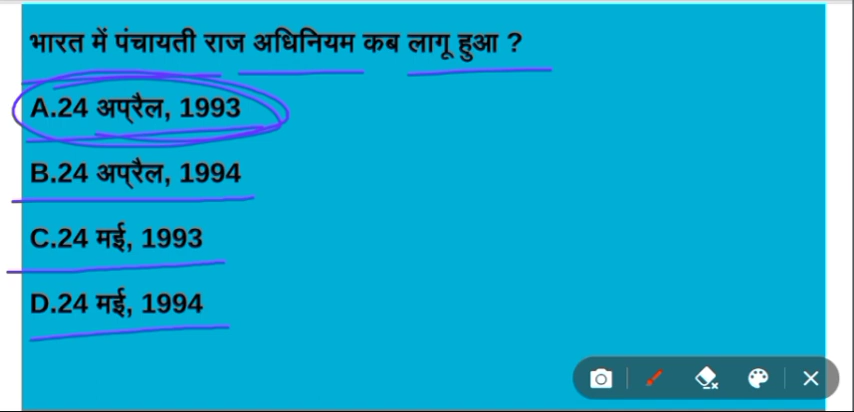 भारत में पंचायती राज अधिनियम कब लागू हुआ ?
A.24 अप्रैल, 1993
B.24 अप्रैल, 1994
C.24 मई, 1993
D.24 मई, 1994